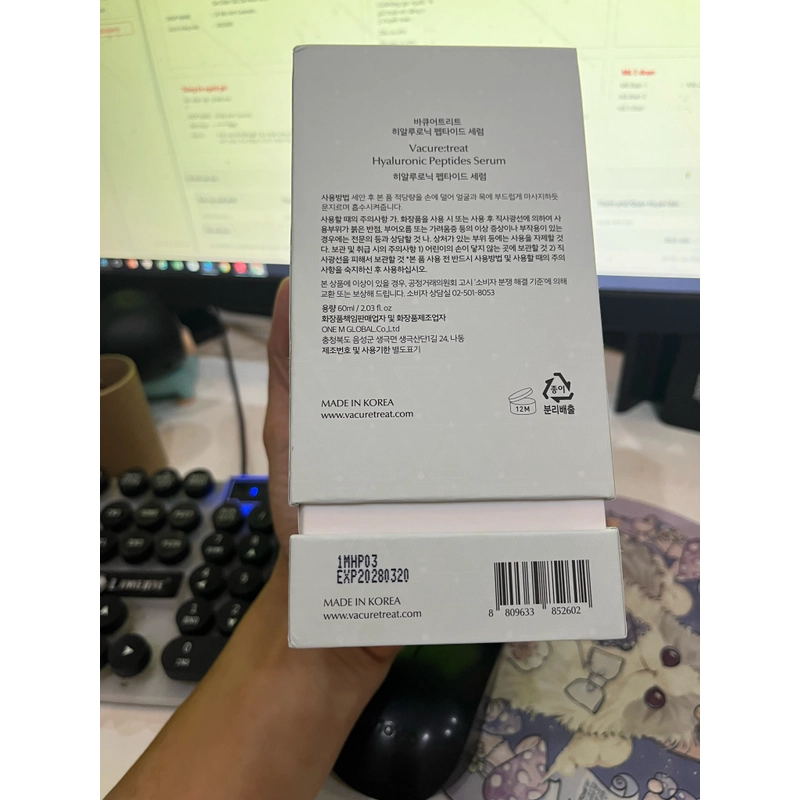 바큐어트리트
히알루로닉 펩타이드 세럼
Vacure:treat
Hyaluronic Peptides Serum
히알루로닉 펩타이드 세럼
사용방법 세안 후 본 품 적당량을 손에 덜어 얼굴과 목에 부드럽게 마사지하듯
문지르며 흡수시켜줍니다.
사용할 때의 주의사항 가. 화장품을 사용 시 또는 사용 후 직사광선에 의하여 사
용부위가 붉은 반점, 부어오름 또는 가려움증 등의 이상 증상이나 부작용이 있는
경우에는 전문의 등과 상담할 것 나. 상처가 있는 부위 등에는 사용을 자제할 것
다. 보관 및 취급 시의 주의사항 1) 어린이의 손이 닿지 않는 곳에 보관할 것 2) 직
사광선을 피해서 보관할 것 *본 품 사용 전 반드시 사용방법 및 사용할 때의 주의
사항을 숙지하신 후 사용하십시오.
본 상품에 이상이 있을 경우, 공정거래위원회 고시 '소비자 분쟁 해결 기준'에 의해
교환 또는 보상해 드립니다. 소비자 상담실 02-501-8053
용량 60ml / 2.03 fl. oz
화장품책임판매업자 및 화장품제조업자
ONE M GLOBAL.Co.,Ltd
충청북도 음성군 생극면 생극산단1길 24, 나동
제조번호 및 사용기한 별도표기
MADE IN KOREA
www.vacuretreat.com
12M
종이
분리배출
1MHP03
EXP20280320
MADE IN KOREA
www.vacuretreat.com
8 809633 852602